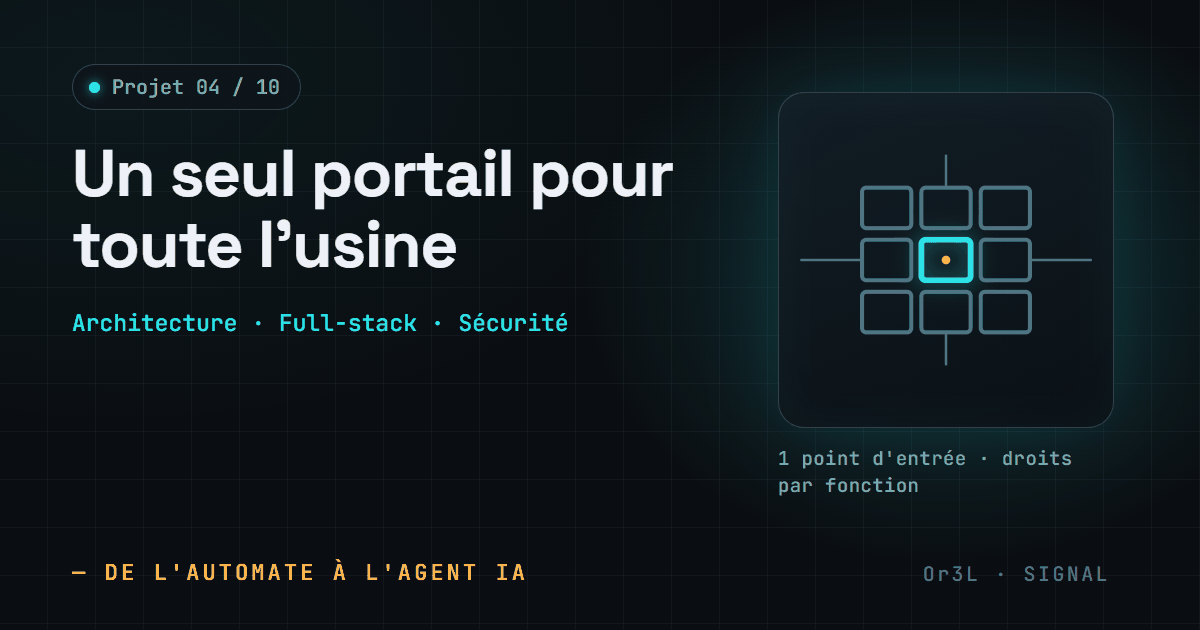 Projet 04 / 10
Un seul portail pour
toute l’usine
Architecture · Full-stack · Sécurité
1 point d'entrée · droits
par fonction
— DE L'AUTOMATE À L'AGENT IA
Or3L · SIGNAL